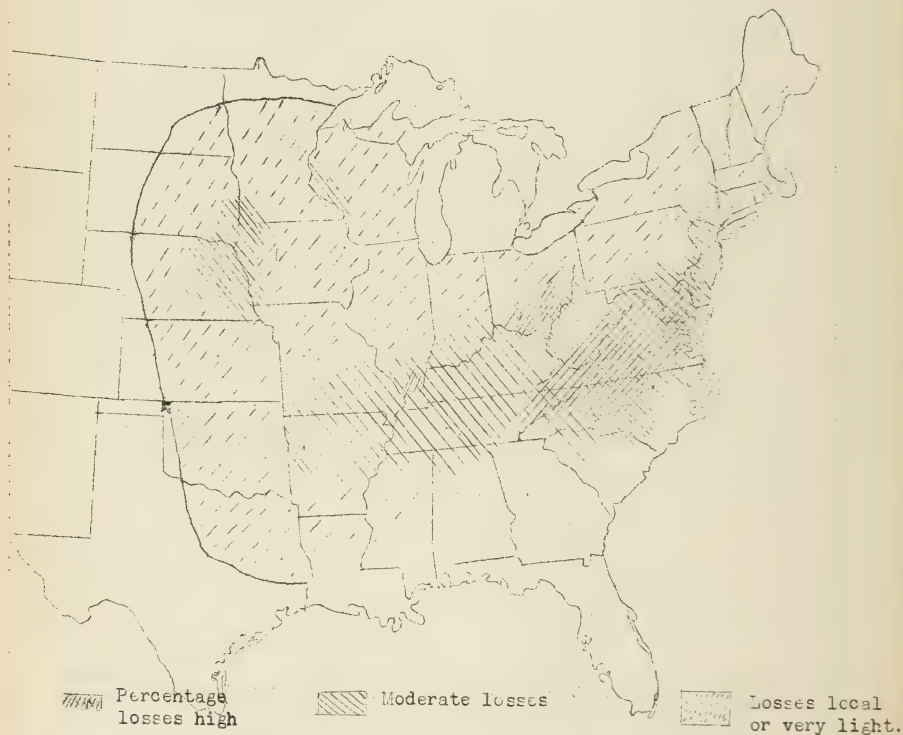 Percentage
losses high
Moderate losses
Losses local
or very light.